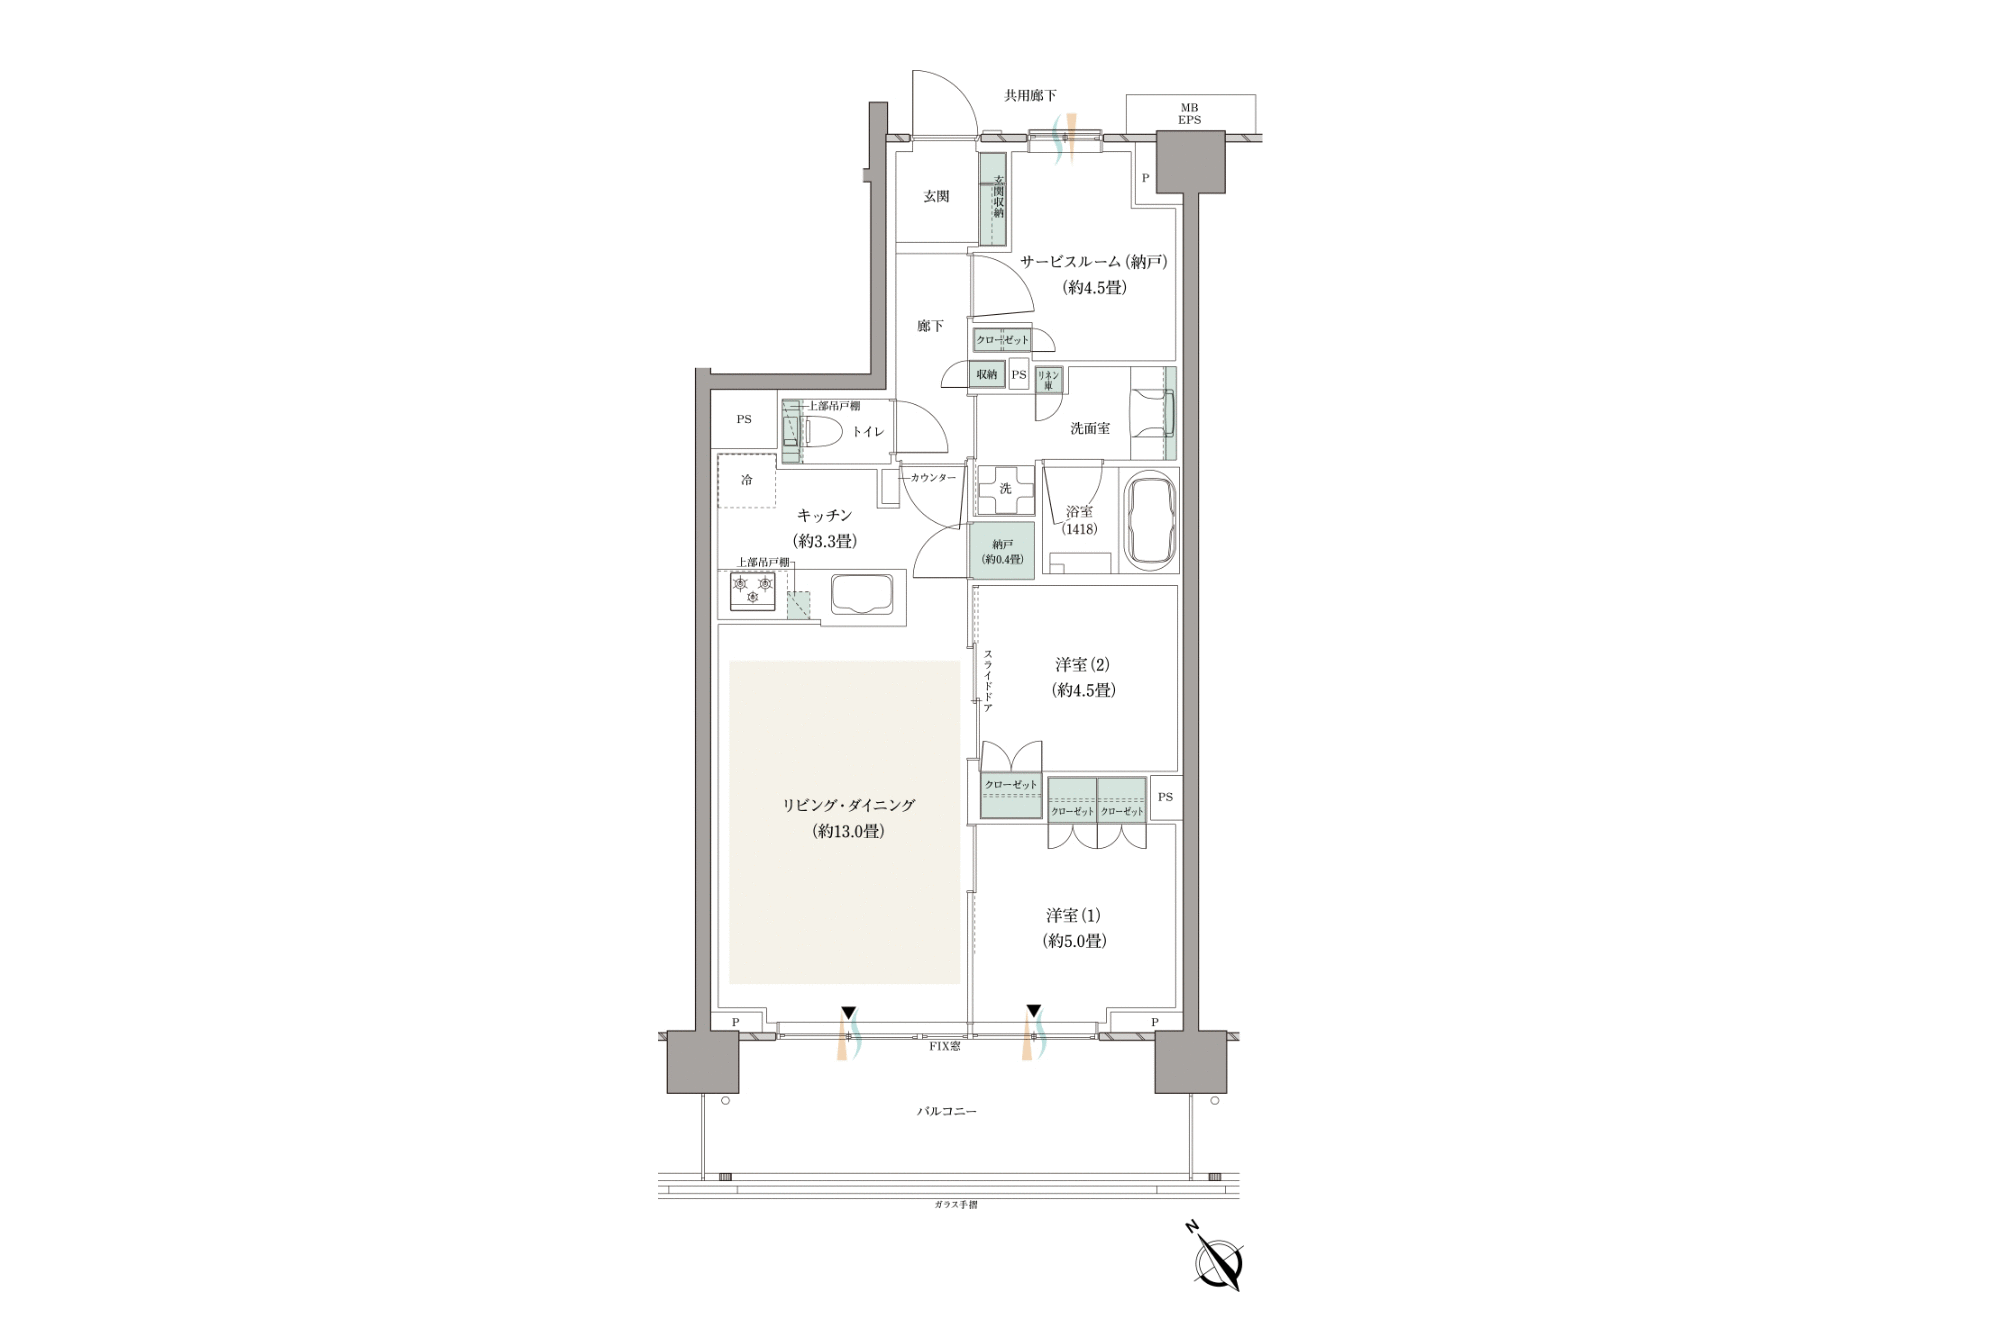 共用廊下
MB
EPS
玄関
玄関収納
P
サービスルーム（納戸）
（約4.5畳）
廊下
クローゼット
収納
PS
リネン
庫
PS
上部吊戸棚
トイレ
洗面室
冷
カウンター
洗
浴室
（1418）
キッチン
（約3.3畳）
上部吊戸棚
納戸
（約0.4畳）
スライドドア
洋室（2）
（約4.5畳）
クローゼット
クローゼット
クローゼット
PS
リビング・ダイニング
（約13.0畳）
洋室（1）
（約5.0畳）
P
P
FIX窓
バルコニー
ガラス手摺
N